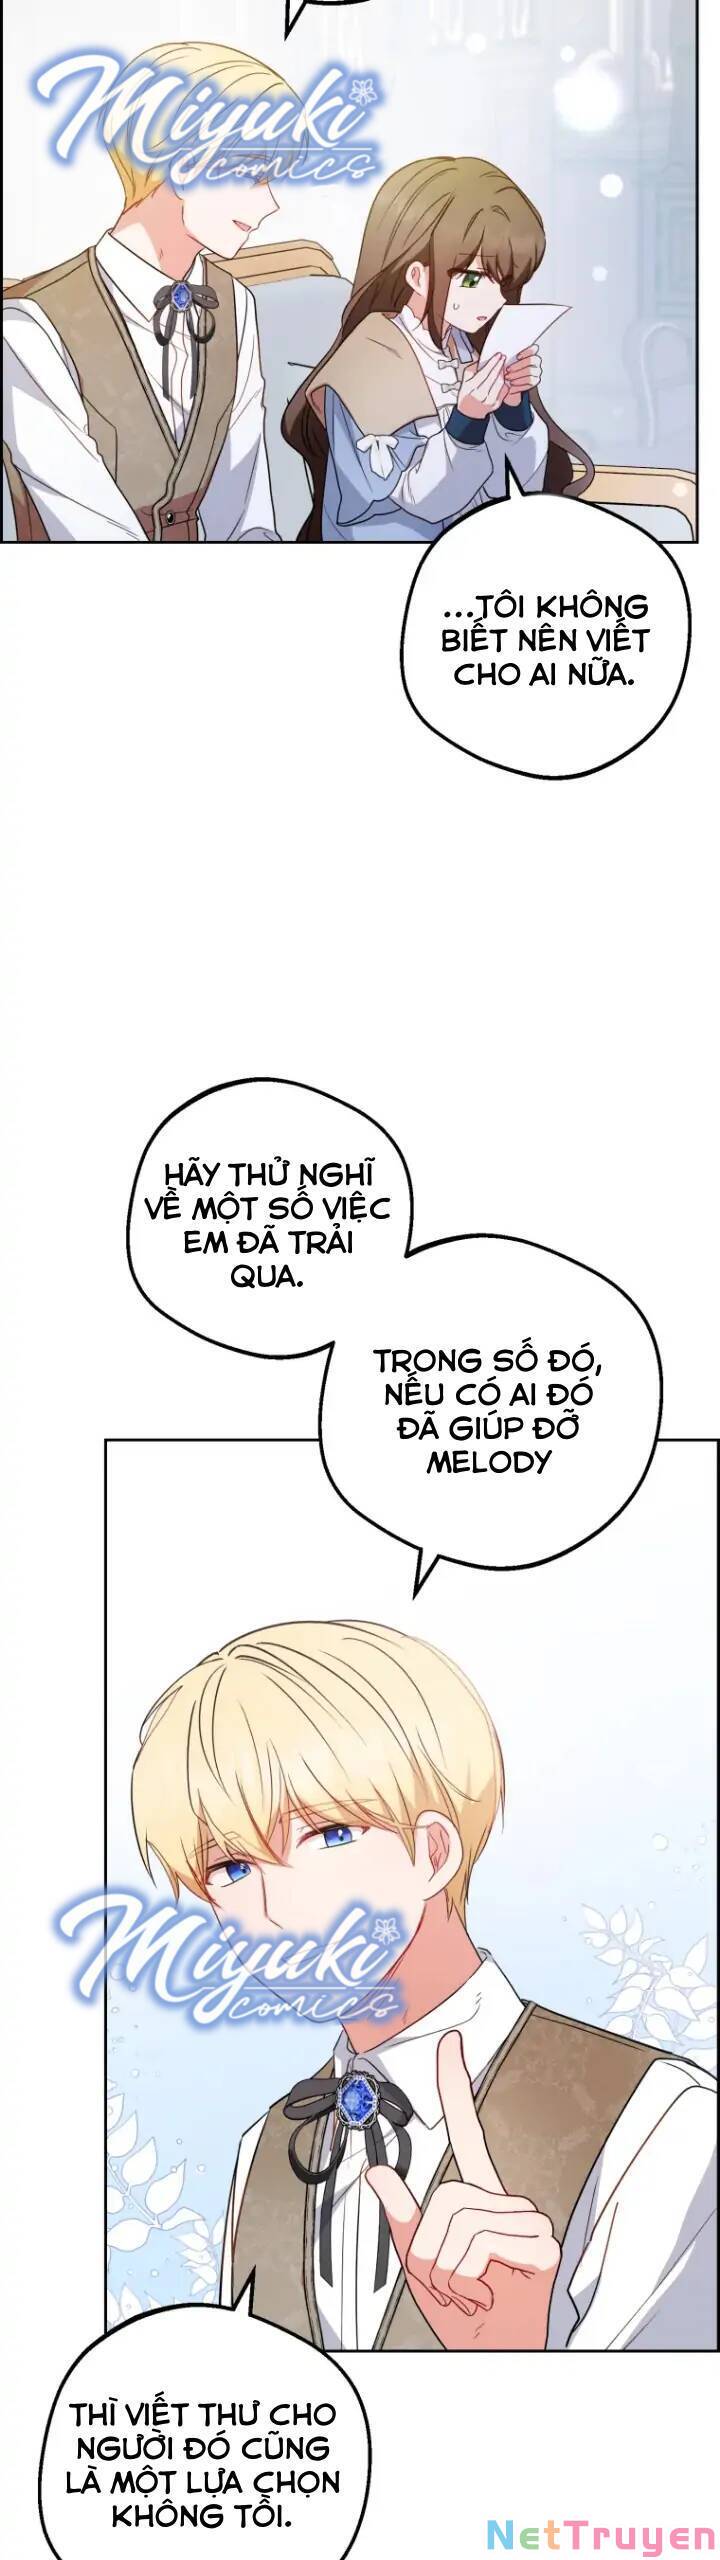 Miyuki
comics
...TÔI KHÔNG
BIẾT NÊN VIẾT
CHO AI NỮA.
HÃY THỬ NGHĨ
VỀ MỘT SỐ VIỆC
EM ĐÃ TRẢI
QUA.
TRONG SỐ ĐÓ,
NẾU CÓ AI ĐÓ
ĐÃ GIÚP ĐỠ
MELODY
Miyuki
comics
THÌ VIẾT THƯ CHO
NGƯỜI ĐÓ CŨNG
LÀ MỘT LỰA CHỌN
KHÔNG TỒI.
NETTRUYEN